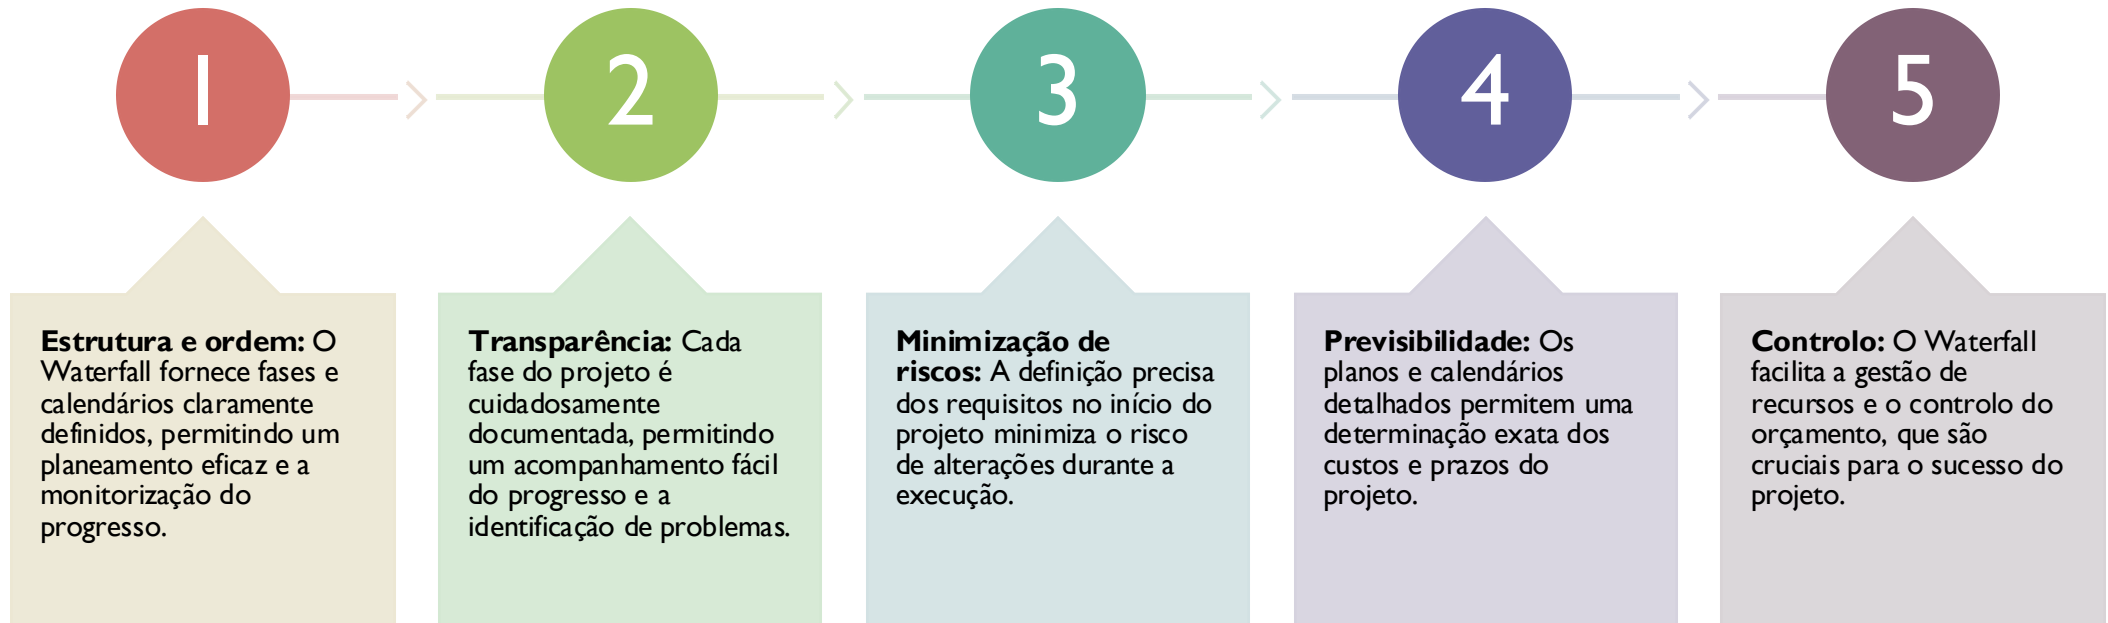 1
2
3
4
5
Estrutura e ordem: O
Waterfall fornece fases e
calendários claramente
definidos, permitindo um
planeamento eficaz e a
monitorização do
progresso.
Transparência: Cada
fase do projeto é
cuidadosamente
documentada, permitindo
um acompanhamento fácil
do progresso e a
identificação de problemas.
Minimização de
riscos: A definição precisa
dos requisitos no início do
projeto minimiza o risco
de alterações durante a
execução.
Previsibilidade: Os
planos e calendários
detalhados permitem uma
determinação exata dos
custos e prazos do
projeto.
Controlo: O Waterfall
facilita a gestão de
recursos e o controlo do
orçamento, que são
cruciais para o sucesso do
projeto.